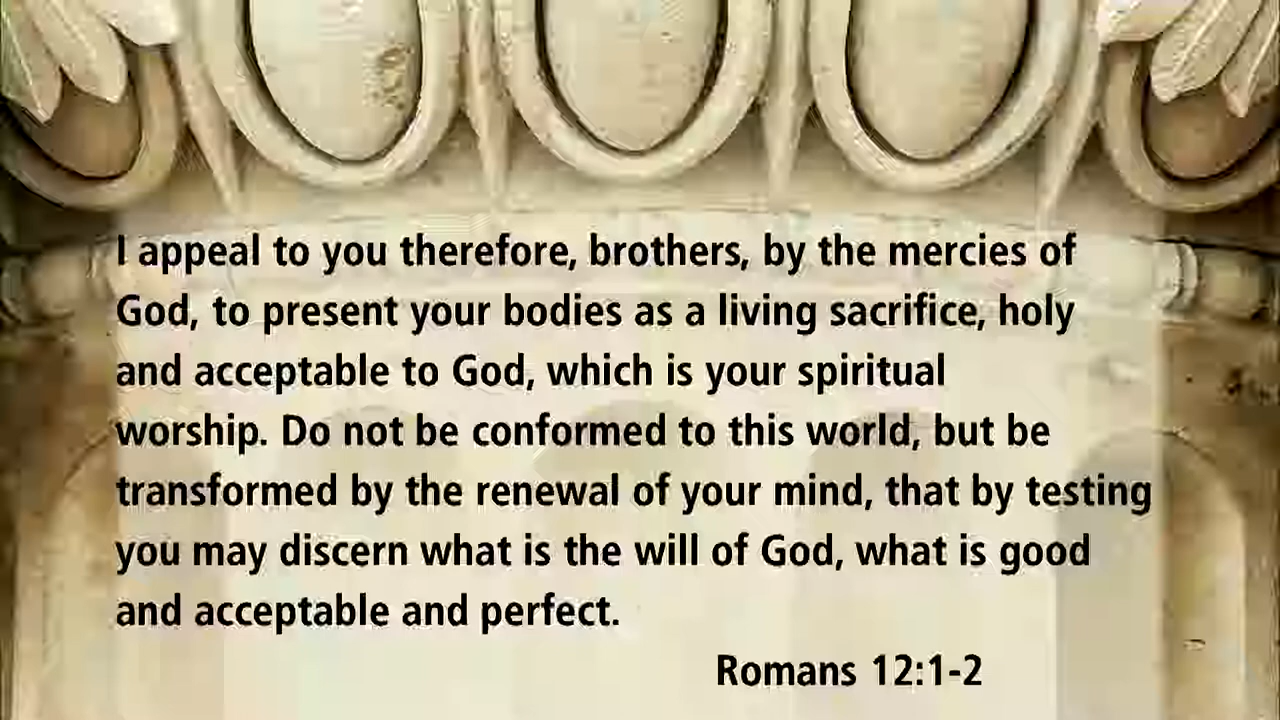 I appeal to you therefore, brothers, by the mercies of
God, to present your bodies as a living sacrifice, holy
and acceptable to God, which is your spiritual
worship. Do not be conformed to this world, but be
transformed by the renewal of your mind, that by testing
you may discern what is the will of God, what is good
and acceptable and perfect.
Romans 12:1-2